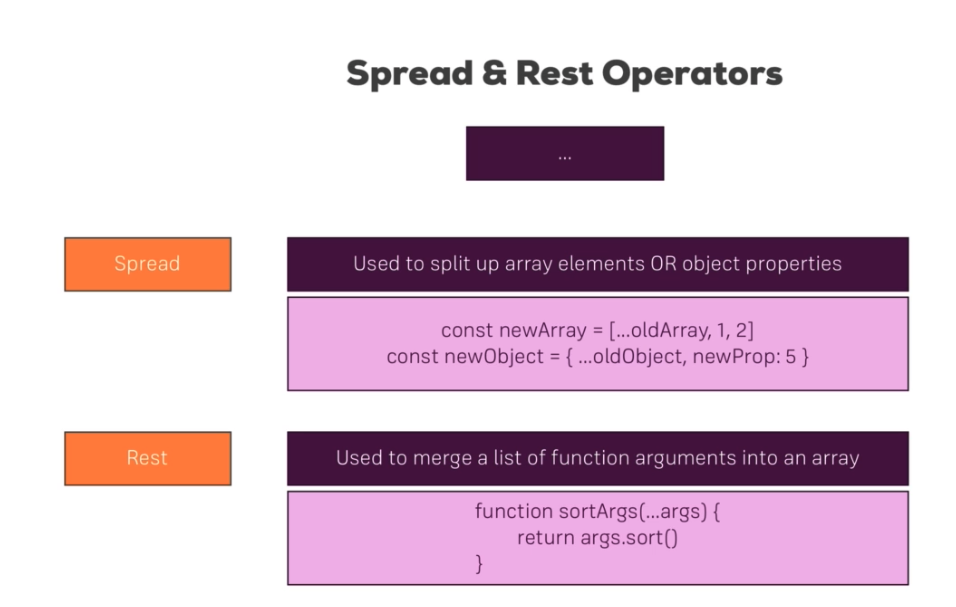 Spread & Rest Operators
...
Spread
Used to split up array elements OR object properties
const newArray = [...oldArray, 1, 2]
const newObject = { ...oldObject, newProp: 5 }
Rest
Used to merge a list of function arguments into an array
function sortArgs(...args) {
return args.sort()
}